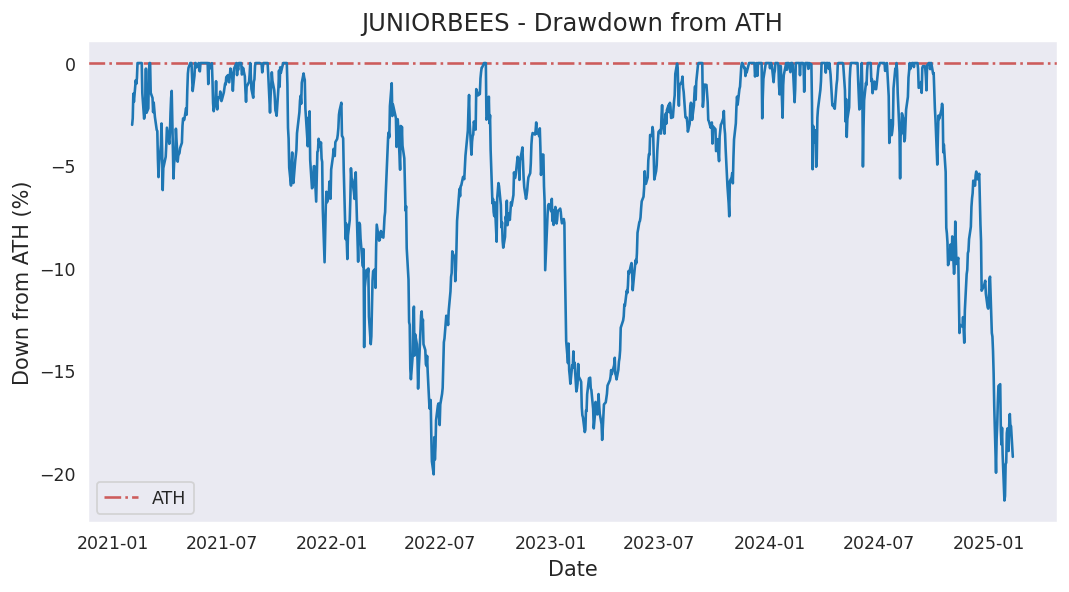 JUNIORBEES - Drawdown from ATH
Down from ATH (%)
0
−5
−10
−15
−20
ATH
2021-01 2021-07 2022-01 2022-07 2023-01 2023-07 2024-01 2024-07 2025-01
Date